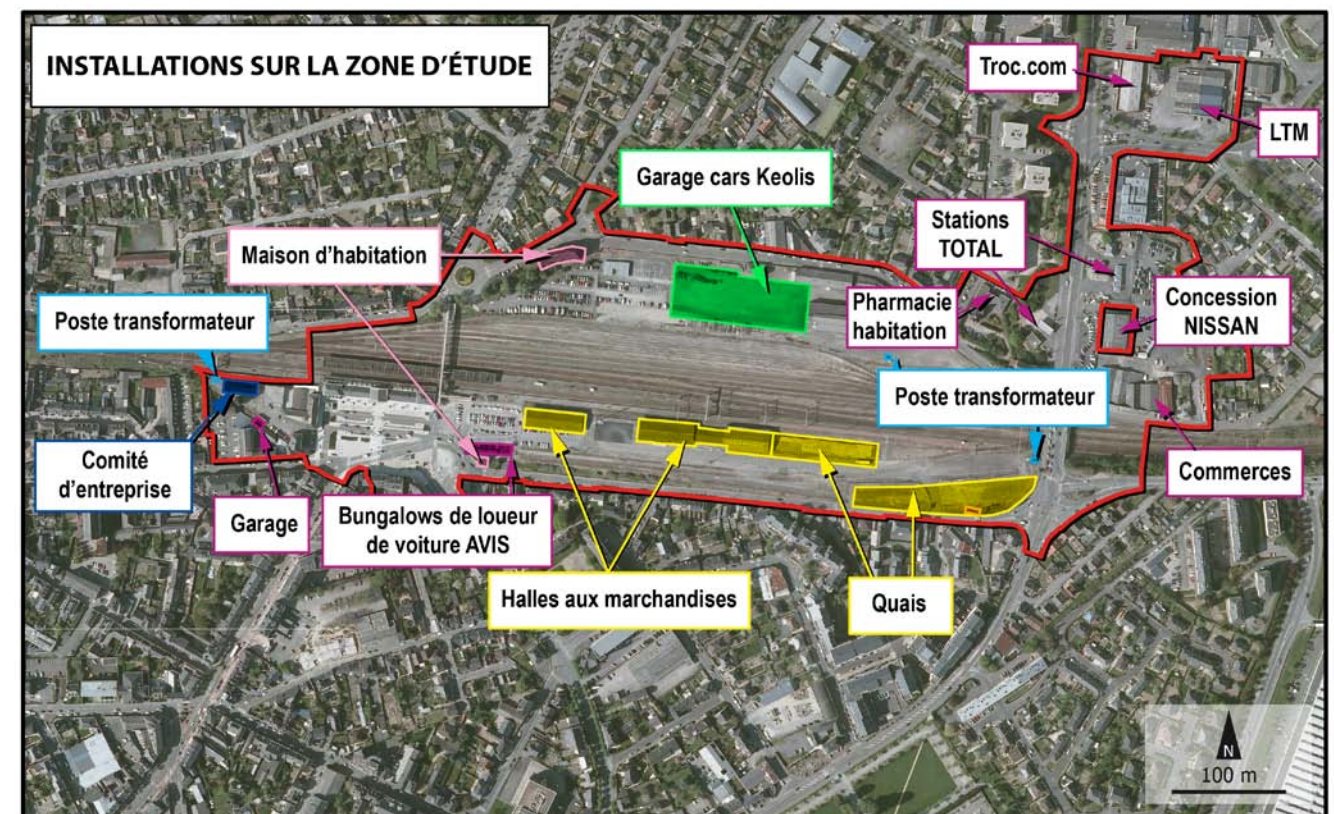 INSTALLATIONS SUR LA ZONE D'ÉTUDE
Troc.com
LTM
Garage cars Keolis
Stations
TOTAL
Maison d'habitation
Pharmacie
habitation
Concession
NISSAN
Poste transformateur
Poste transformateur
Comité
d'entreprise
Garage
Bungalows de loueur
de voiture AVIS
Commerces
Halles aux marchandises
Quais
N
100 m